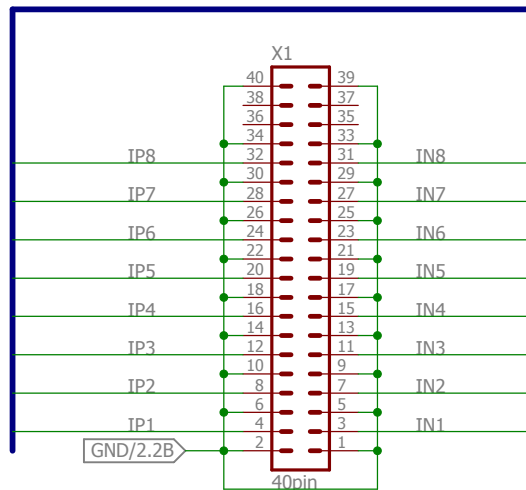 X1
40 39
38 37
36 35
34 33
IP8 32 31 IN8
30 29
IP7 28 27 IN7
26 25
IP6 24 23 IN6
22 21
IP5 20 19 IN5
18 17
IP4 16 15 IN4
14 13
IP3 12 11 IN3
10 9
IP2 8 7 IN2
6 5
IP1 4 3 IN1
GND/2.2B 2 1
40pin